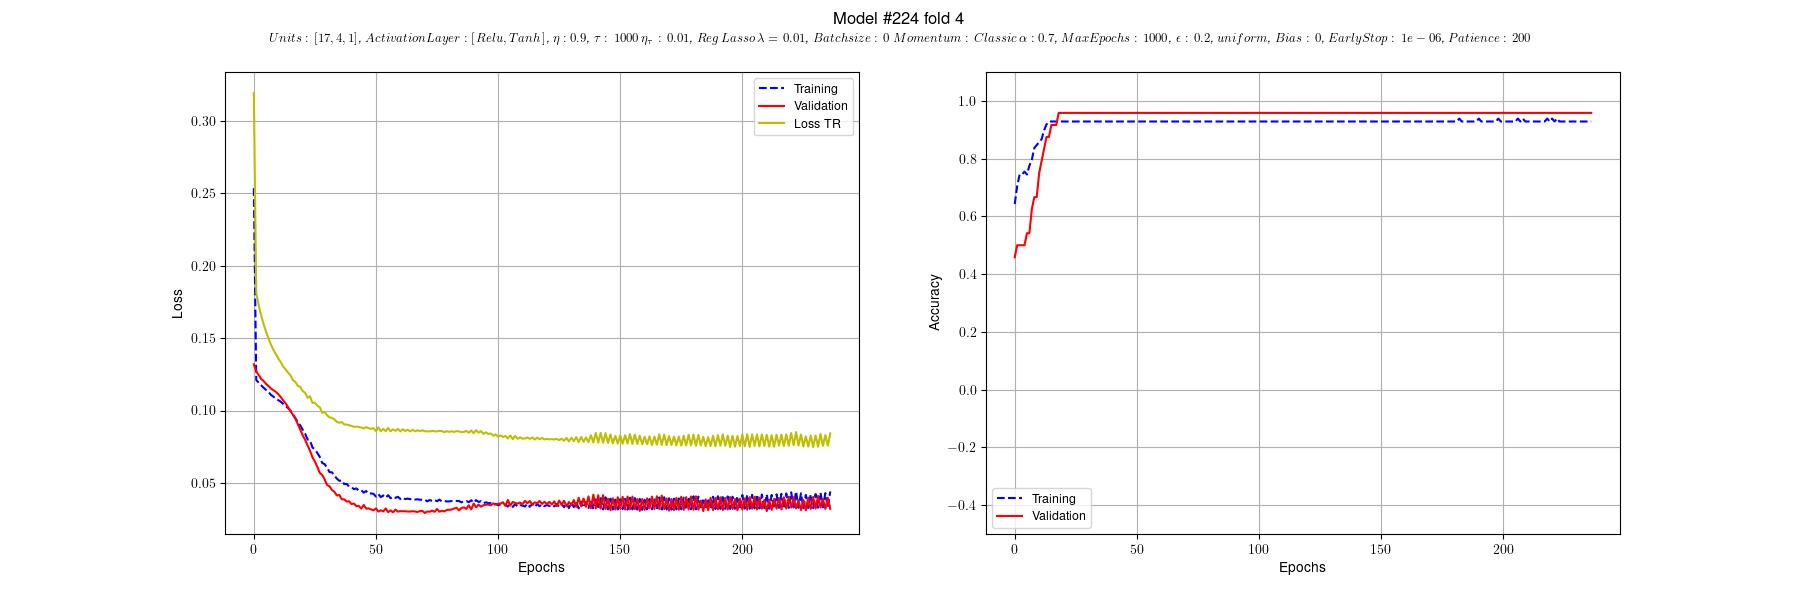 Model #224 fold 4
Units : [17, 4, 1], ActivationLayer : [Relu, Tanh], η : 0.9, τ : 1000 η_τ : 0.01, Reg Lasso λ = 0.01, Batchsize : 0 Momentum : Classic α : 0.7, MaxEpochs : 1000, ϵ : 0.2, uniform, Bias : 0, EarlyStop : 1e − 06, Patience : 200
Training
Validation
Loss TR
0.30
0.25
0.20
0.15
0.10
0.05
Loss
0 50 100 150 200
Epochs
1.0
0.8
0.6
0.4
0.2
0.0
−0.2
−0.4
Accuracy
Training
Validation
0 50 100 150 200
Epochs